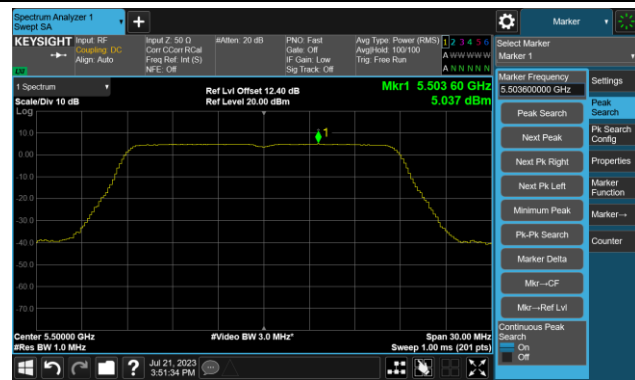 Spectrum Analyzer 1
Swept SA
KEYSIGHT
Input: RF
Coupling: DC
Align: Auto
Input Z: 50 Ω
Corr CCorr RCal
Freq Ref: Int (S)
NFE: Off
#Atten: 20 dB
PNO: Fast
Gate: Off
IF Gain: Low
Sig Track: Off
Avg Type: Power (RMS)
Avg|Hold: 100/100
Trig: Free Run
1 2 3 4 5 6
A W W W W W
A N N N N N
1 Spectrum
Scale/Div 10 dB
Log
Ref Lvl Offset 12.40 dB
Ref Level 20.00 dBm
Mkr1 5.503 60 GHz
5.037 dBm
10.0
0.00
-10.0
-20.0
-30.0
-40.0
-50.0
-60.0
-70.0
1
Center 5.50000 GHz
#Res BW 1.0 MHz
#Video BW 3.0 MHz*
Span 30.00 MHz
Sweep 1.00 ms (201 pts)
Jul 21, 2023
3:51:34 PM
Marker
Select Marker
Marker 1
Marker Frequency
5.503600000 GHz
Peak Search
Next Peak
Next Pk Right
Next Pk Left
Minimum Peak
Pk-Pk Search
Marker Delta
Mkr→CF
Mkr→Ref Lvl
Continuous Peak
Search
On
Off
Settings
Peak
Search
Pk Search
Config
Properties
Marker
Function
Marker→
Counter